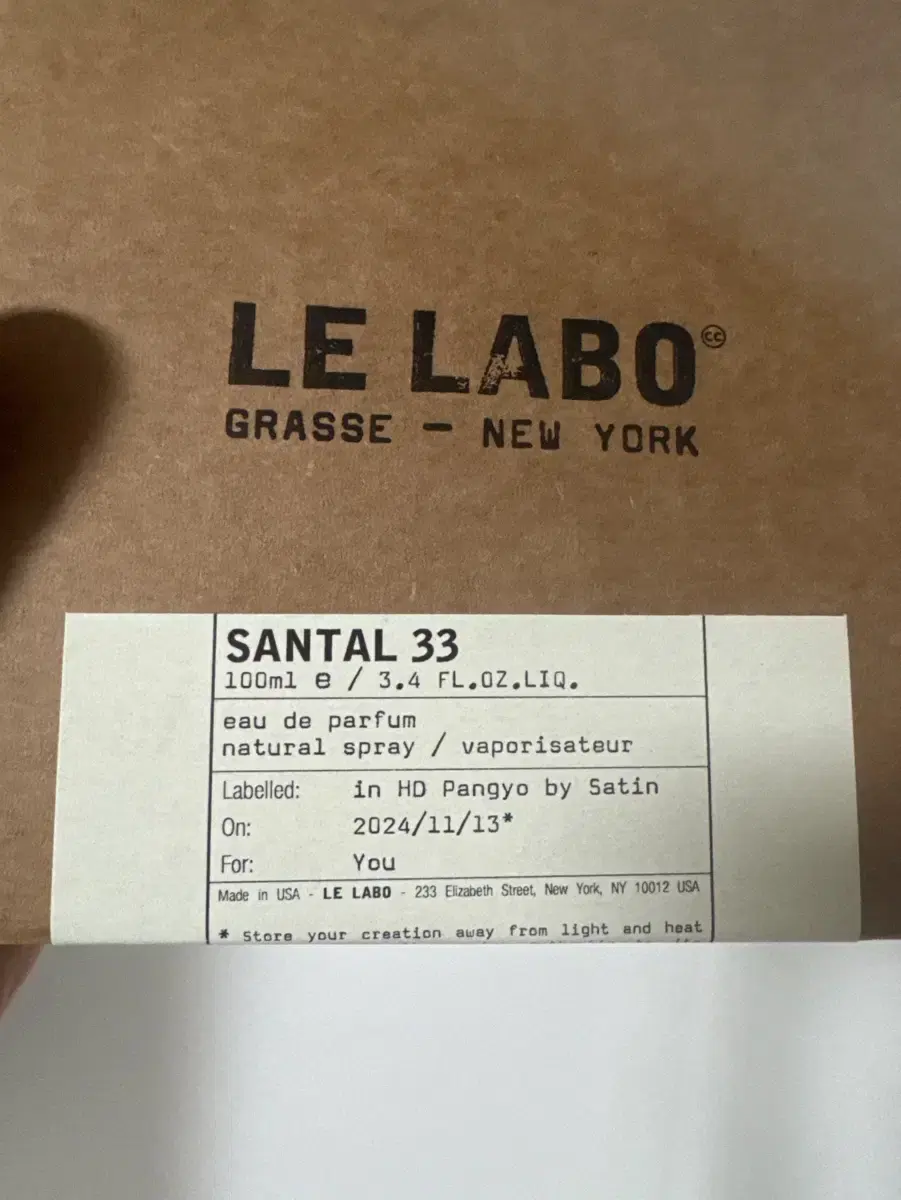 LE LABO
GRASSE - NEW YORK
SANTAL 33
100ml e / 3.4 FL.OZ.LIQ.
eau de parfum
natural spray / vaporisateur
Labelled: in HD Pangyo by Satin
On: 2024/11/13*
For: You
Made in USA - LE LABO - 233 Elizabeth Street, New York, NY 10012 USA
* Store your creation away from light and heat